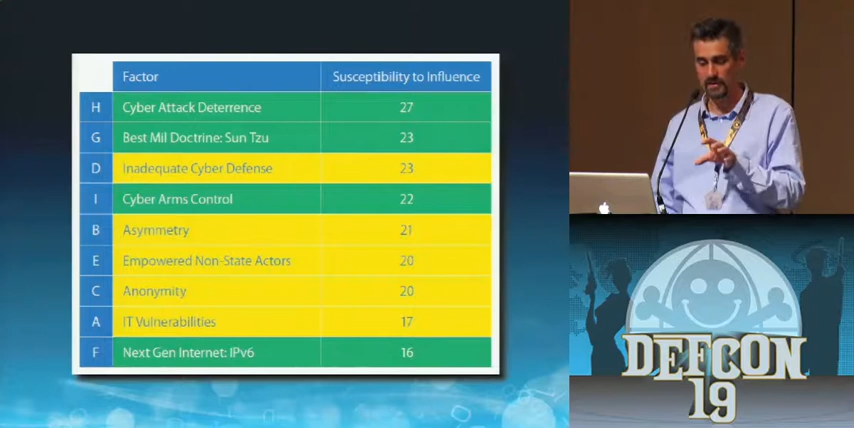 Factor Susceptibility to Influence
H Cyber Attack Deterrence 27
G Best Mil Doctrine: Sun Tzu 23
D Inadequate Cyber Defense 23
I Cyber Arms Control 22
B Asymmetry 21
E Empowered Non-State Actors 20
C Anonymity 20
A IT Vulnerabilities 17
F Next Gen Internet: IPv6 16
DEFCON
19